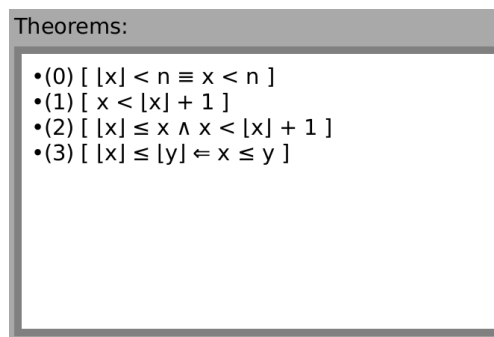 Theorems:
•(0) [ ⌊x⌋ < n ≡ x < n ]
•(1) [ x < ⌊x⌋ + 1 ]
•(2) [ ⌊x⌋ ≤ x ∧ x < ⌊x⌋ + 1 ]
•(3) [ ⌊x⌋ ≤ ⌊y⌋ ⇐ x ≤ y ]